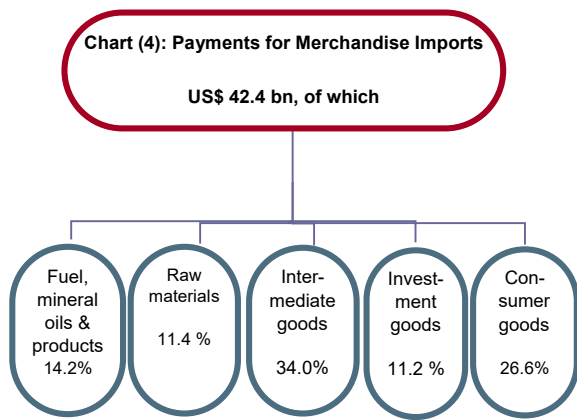 Chart (4): Payments for Merchandise Imports
US$ 42.4 bn, of which
Fuel,
mineral
oils &
products
14.2%
Raw
materials
11.4 %
Inter-
mediate
goods
34.0%
Invest-
ment
goods
11.2 %
Con-
sumer
goods
26.6%